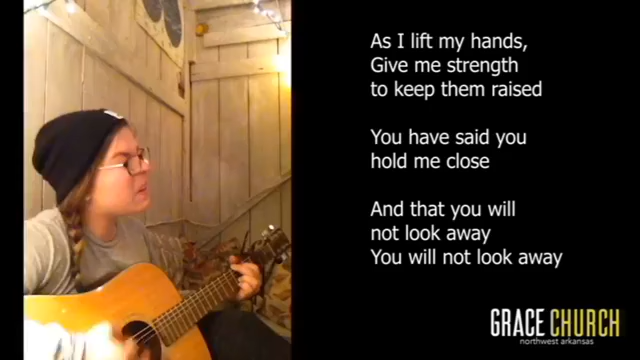 As I lift my hands,
Give me strength
to keep them raised
You have said you
hold me close
And that you will
not look away
You will not look away
GRACE CHURCH
northwest arkansas